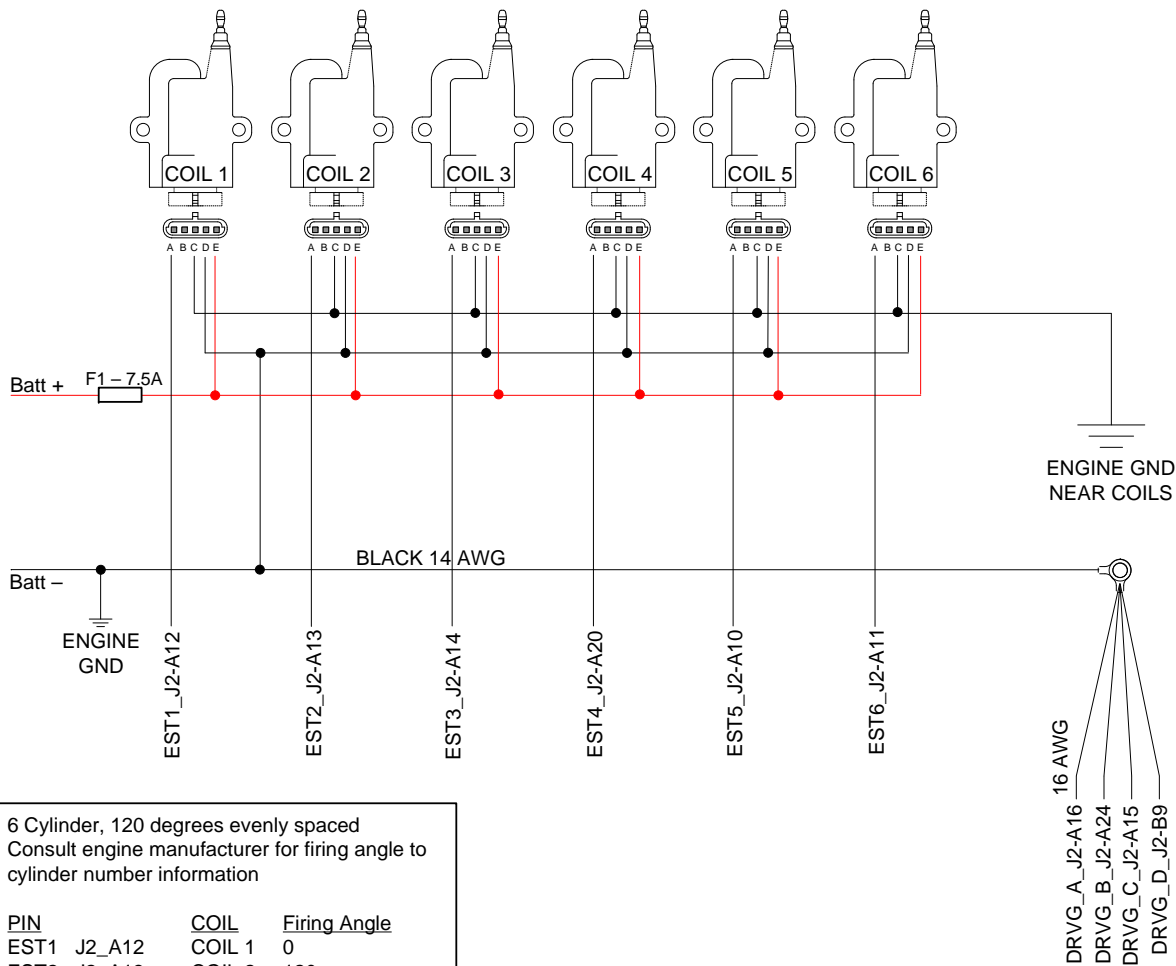 COIL 1 COIL 2 COIL 3 COIL 4 COIL 5 COIL 6
A B C D E A B C D E A B C D E A B C D E A B C D E A B C D E
Batt + F1 – 7.5A
ENGINE GND
NEAR COILS
BLACK 14 AWG
Batt –
ENGINE
GND
EST1_J2-A12
EST2_J2-A13
EST3_J2-A14
EST4_J2-A20
EST5_J2-A10
EST6_J2-A11
16 AWG
DRVG_A_J2-A16
DRVG_B_J2-A24
DRVG_C_J2-A15
DRVG_D_J2-B9
6 Cylinder, 120 degrees evenly spaced
Consult engine manufacturer for firing angle to
cylinder number information
PIN COIL Firing Angle
EST1 J2_A12 COIL 1 0